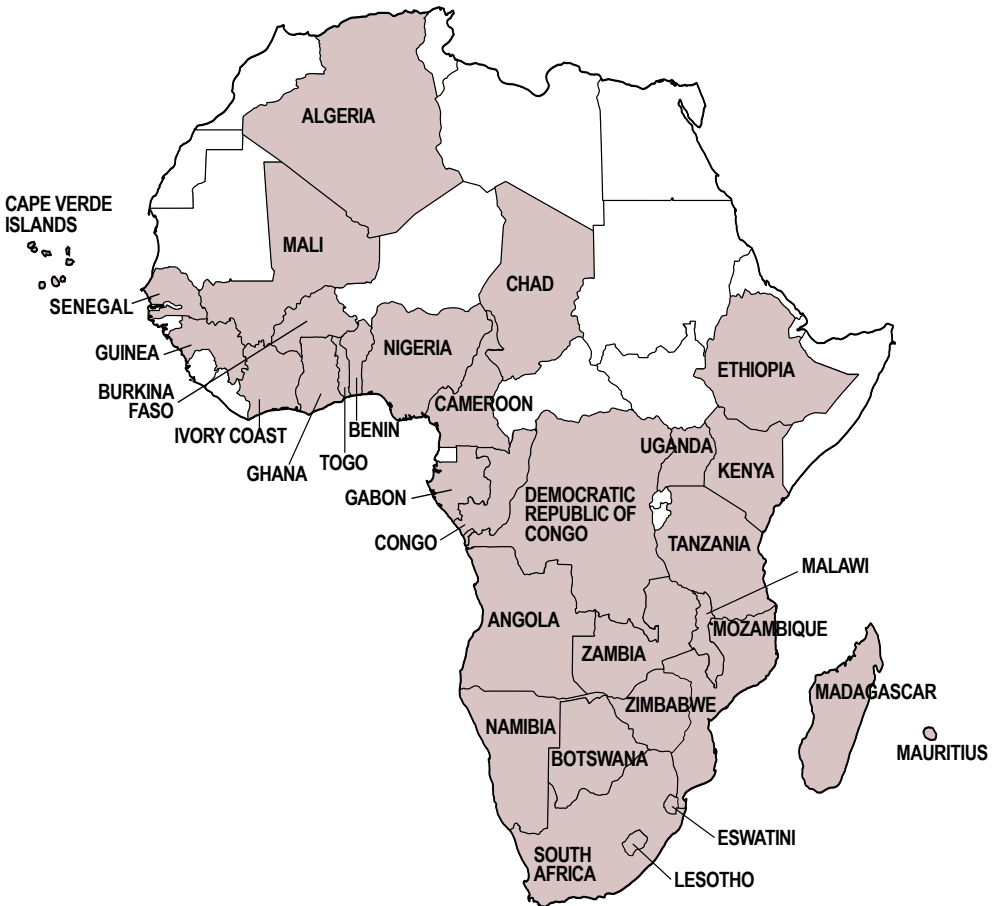 ALGERIA
CAPE VERDE
ISLANDS
MALI
CHAD
SENEGAL
NIGERIA
GUINEA
ETHIOPIA
BURKINA
FASO
CAMEROON
IVORY COAST
BENIN
UGANDA
TOGO
GHANA
KENYA
GABON
DEMOCRATIC
REPUBLIC OF
CONGO
CONGO
TANZANIA
MALAWI
ANGOLA
MOZAMBIQUE
ZAMBIA
MADAGASCAR
ZIMBABWE
NAMIBIA
MAURITIUS
BOTSWANA
ESWATINI
SOUTH
AFRICA
LESOTHO